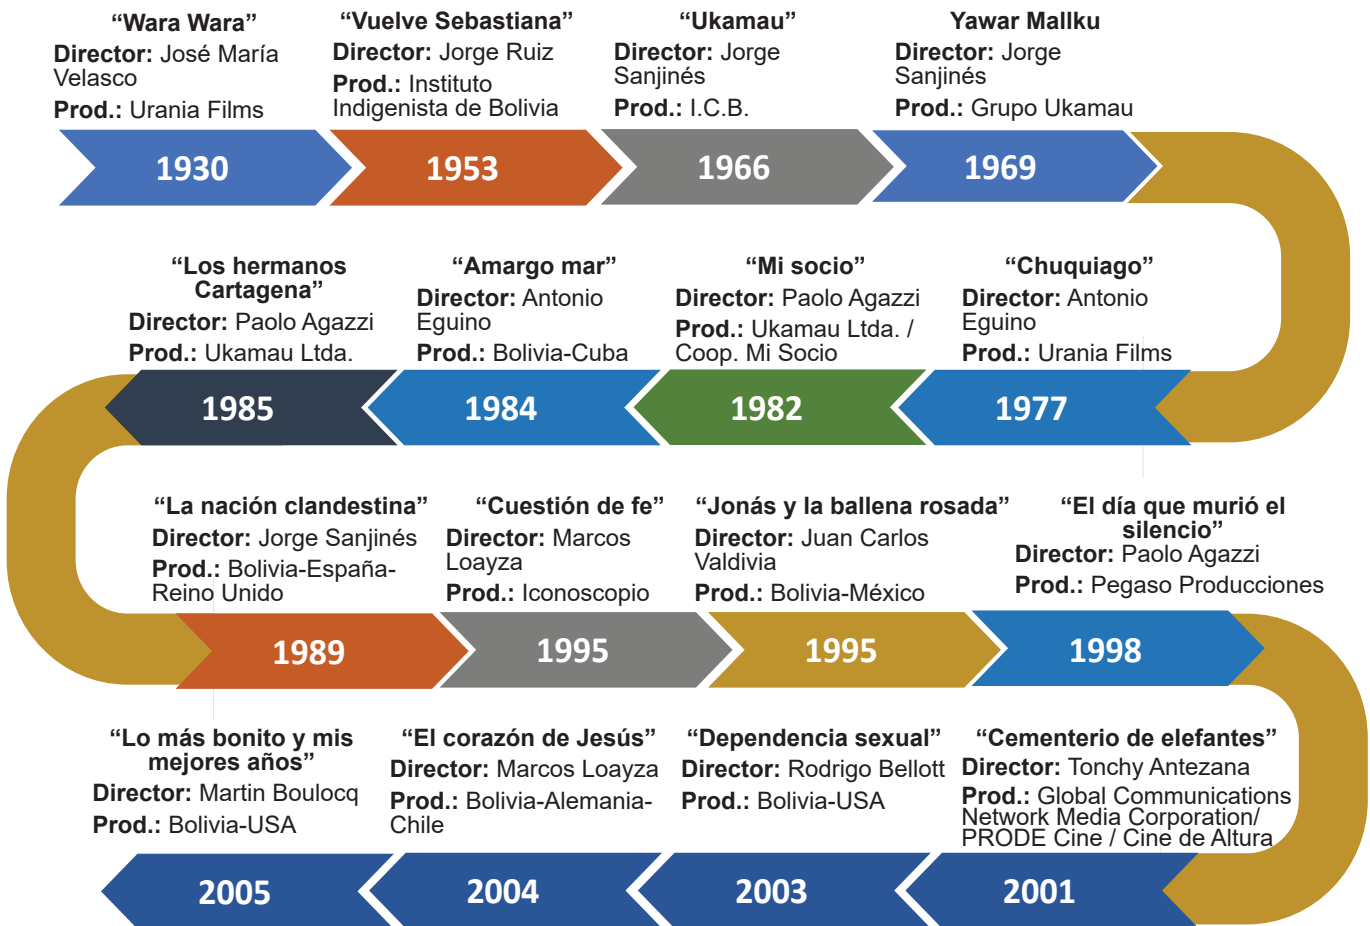 “Wara Wara”
Director: José María
Velasco
Prod.: Urania Films
1930
“Vuelve Sebastiana”
Director: Jorge Ruiz
Prod.: Instituto
Indigenista de Bolivia
1953
“Ukamau”
Director: Jorge
Sanjinés
Prod.: I.C.B.
1966
Yawar Mallku
Director: Jorge
Sanjinés
Prod.: Grupo Ukamau
1969
“Chuquiago”
Director: Antonio
Eguino
Prod.: Urania Films
1977
“Mi socio”
Director: Paolo Agazzi
Prod.: Ukamau Ltda. /
Coop. Mi Socio
1982
“Amargo mar”
Director: Antonio
Eguino
Prod.: Bolivia-Cuba
1984
“Los hermanos
Cartagena”
Director: Paolo Agazzi
Prod.: Ukamau Ltda.
1985
“La nación clandestina”
Director: Jorge Sanjinés
Prod.: Bolivia-España-
Reino Unido
1989
“Cuestión de fe”
Director: Marcos
Loayza
Prod.: Iconoscopio
1995
“Jonás y la ballena rosada”
Director: Juan Carlos
Valdivia
Prod.: Bolivia-México
1995
“El día que murió el
silencio”
Director: Paolo Agazzi
Prod.: Pegaso Producciones
1998
“Cementerio de elefantes”
Director: Tonchy Antezana
Prod.: Global Communications
Network Media Corporation/
PRODE Cine / Cine de Altura
2001
“Dependencia sexual”
Director: Rodrigo Bellott
Prod.: Bolivia-USA
2003
“El corazón de Jesús”
Director: Marcos Loayza
Prod.: Bolivia-Alemania-
Chile
2004
“Lo más bonito y mis
mejores años”
Director: Martin Boulocq
Prod.: Bolivia-USA
2005